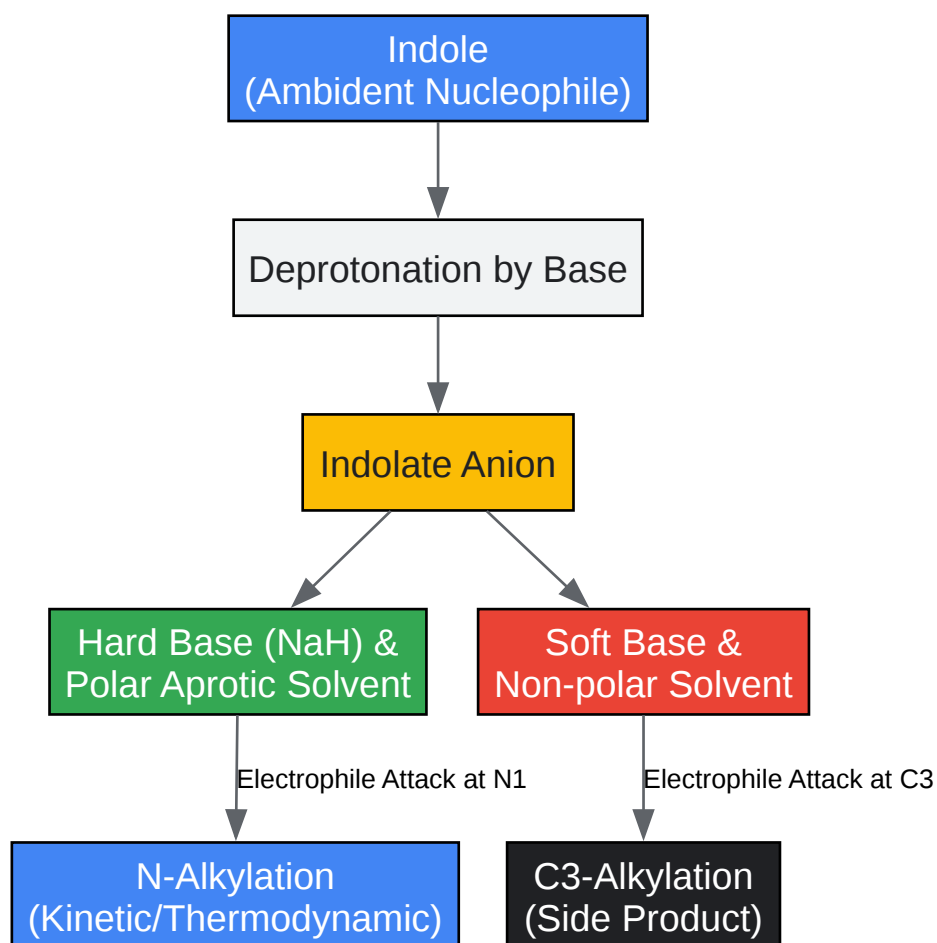 Indole
(Ambident Nucleophile)
Deprotonation by Base
Indolate Anion
Hard Base (NaH) &
Polar Aprotic Solvent
Soft Base &
Non-polar Solvent
Electrophile Attack at N1
Electrophile Attack at C3
N-Alkylation
(Kinetic/Thermodynamic)
C3-Alkylation
(Side Product)